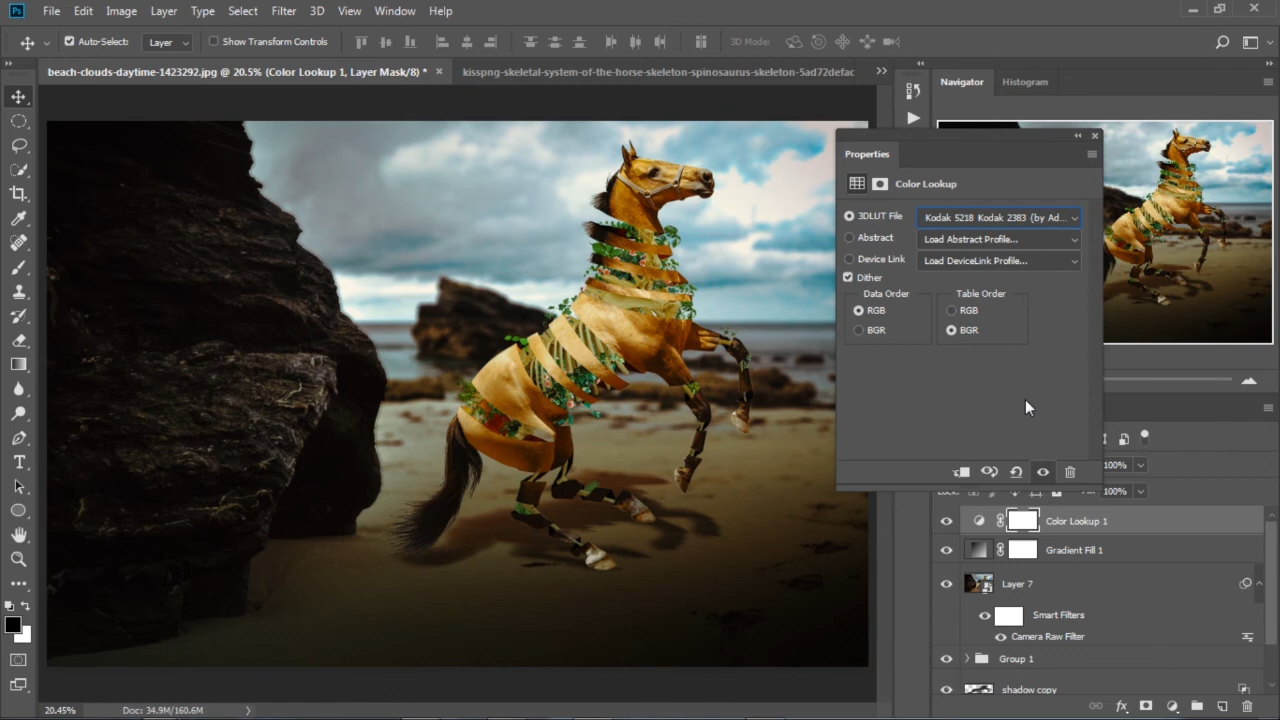 Ps File Edit Image Layer Type Select Filter 3D View Window Help
Auto-Select: Layer Show Transform Controls 3D Mode:
beach-clouds-daytime-1423292.jpg @ 20.5% (Color Lookup 1, Layer Mask/8) * × kisspng-skeletal-system-of-the-horse-skeleton-spinosaurus-skeleton-5ad72defac
Navigator Histogram
Properties
Color Lookup
3DLUT File Kodak 5218 Kodak 2383 (by Ad...
Abstract Load Abstract Profile...
Device Link Load DeviceLink Profile...
Dither
Data Order Table Order
RGB RGB
BGR BGR
100%
100%
Color Lookup 1
Gradient Fill 1
Layer 7
Smart Filters
Camera Raw Filter
Group 1
shadow copy
fx
20.45% Doc: 34.9M/160.6M